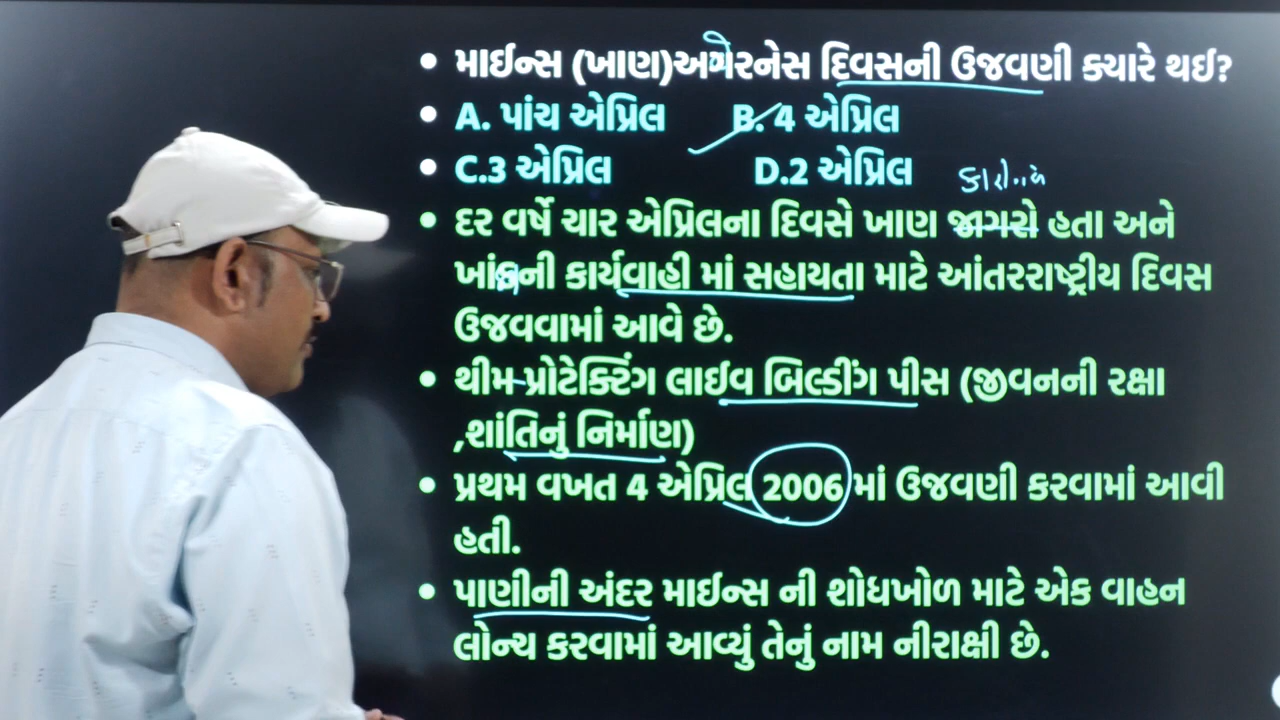 • માઈન્સ (ખાણ)અવેરનેસ દિવસની ઉજવણી ક્યારે થઈ?
• A. પાંચ એપ્રિલ B. 4 એપ્રિલ
• C.3 એપ્રિલ D.2 એપ્રિલ
• દર વર્ષે ચાર એપ્રિલના દિવસે ખાણ જાગરો હતા અને
ખાંણની કાર્યવાહી માં સહાયતા માટે આંતરરાષ્ટ્રીય દિવસ
ઉજવવામાં આવે છે.
• થીમ-પ્રોટેક્ટિંગ લાઈવ બિલ્ડીંગ પીસ (જીવનની રક્ષા
,શાંતિનું નિર્માણ)
• પ્રથમ વખત 4 એપ્રિલ 2006 માં ઉજવણી કરવામાં આવી
હતી.
• પાણીની અંદર માઈન્સ ની શોધખોળ માટે એક વાહન
લોન્ચ કરવામાં આવ્યું તેનું નામ નીરાક્ષી છે.